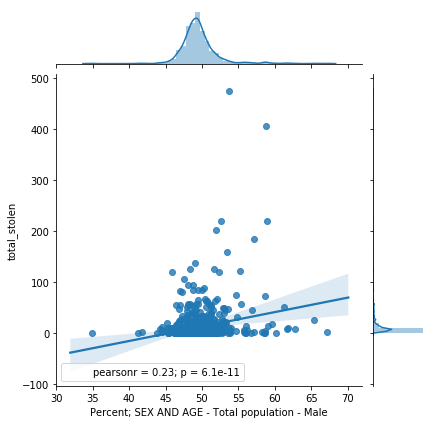 500
400
300
200
100
0
−100
total_stolen
pearsonr = 0.23; p = 6.1e-11
30 35 40 45 50 55 60 65 70
Percent; SEX AND AGE - Total population - Male